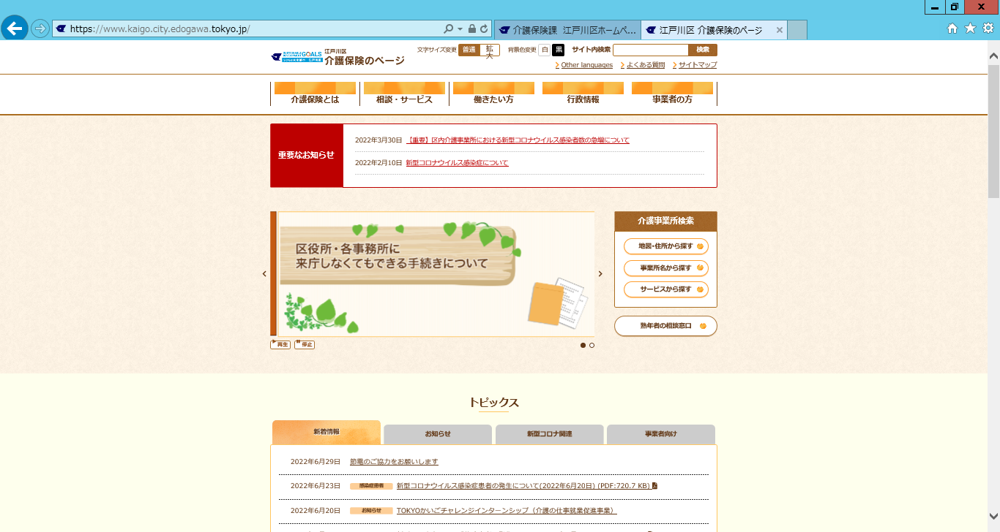 https://www.kaigo.city.edogawa.tokyo.jp/
介護保険課 江戸川区ホームペ...
江戸川区 介護保険のページ
SUSTAINABLE DEVELOPMENT GOALS
江戸川区
介護保険のページ
文字サイズ変更 普通 拡大 背景色変更 白 黒 サイト内検索 検索
Other languages よくある質問 サイトマップ
介護保険とは 相談・サービス 働きたい方 行政情報 事業者の方
重要なお知らせ
2022年3月30日 【重要】区内介護事業所における新型コロナウイルス感染者数の急増について
2022年2月10日 新型コロナウイルス感染症について
区役所・各事務所に
来庁しなくてもできる手続きについて
再生 停止
介護事業所検索
地図・住所から探す
事業所名から探す
サービスから探す
熟年者の相談窓口
トピックス
新着情報 お知らせ 新型コロナ関連 事業者向け
2022年6月29日 節電のご協力をお願いします
2022年6月23日 感染症患者 新型コロナウイルス感染症患者の発生について(2022年6月20日) (PDF:720.7 KB)
2022年6月20日 お知らせ TOKYOかいごチャレンジインターンシップ（介護の仕事就業促進事業）